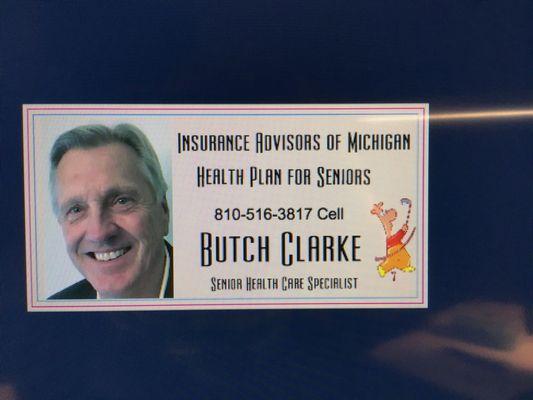 Insurance Advisors of Michigan
Health Plan for Seniors
810-516-3817 Cell
Butch Clarke
Senior Health Care Specialist